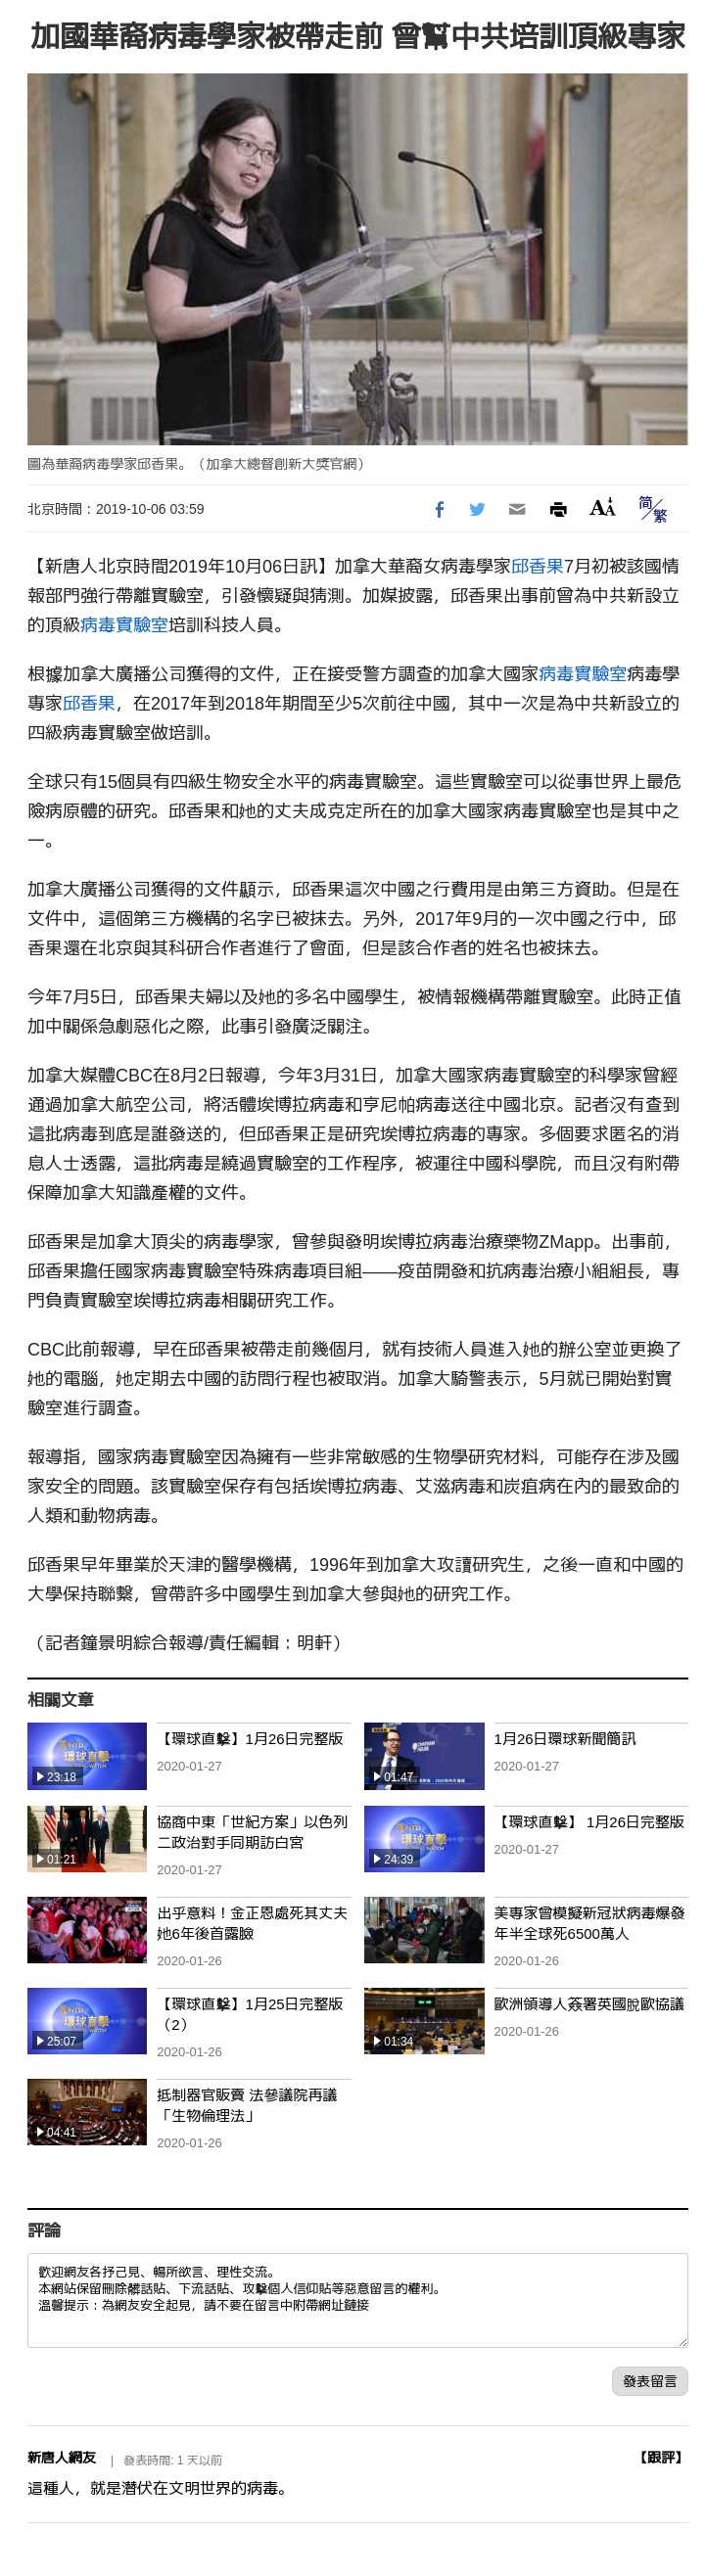 加國華裔病毒學家被帶走前 曾幫中共培訓頂級專家
圖為華裔病毒學家邱香果。（加拿大總督創新大獎官網）
北京時間：2019-10-06 03:59
简繁
【新唐人北京時間2019年10月06日訊】加拿大華裔女病毒學家邱香果7月初被該國情
報部門強行帶離實驗室，引發懷疑與猜測。加媒披露，邱香果出事前曾為中共新設立
的頂級病毒實驗室培訓科技人員。
根據加拿大廣播公司獲得的文件，正在接受警方調查的加拿大國家病毒實驗室病毒學
專家邱香果，在2017年到2018年期間至少5次前往中國，其中一次是為中共新設立的
四級病毒實驗室做培訓。
全球只有15個具有四級生物安全水平的病毒實驗室。這些實驗室可以從事世界上最危
險病原體的研究。邱香果和她的丈夫成克定所在的加拿大國家病毒實驗室也是其中之
一。
加拿大廣播公司獲得的文件顯示，邱香果這次中國之行費用是由第三方資助。但是在
文件中，這個第三方機構的名字已被抹去。另外，2017年9月的一次中國之行中，邱
香果還在北京與其科研合作者進行了會面，但是該合作者的姓名也被抹去。
今年7月5日，邱香果夫婦以及她的多名中國學生，被情報機構帶離實驗室。此時正值
加中關係急劇惡化之際，此事引發廣泛關注。
加拿大媒體CBC在8月2日報導，今年3月31日，加拿大國家病毒實驗室的科學家曾經
通過加拿大航空公司，將活體埃博拉病毒和亨尼帕病毒送往中國北京。記者沒有查到
這批病毒到底是誰發送的，但邱香果正是研究埃博拉病毒的專家。多個要求匿名的消
息人士透露，這批病毒是繞過實驗室的工作程序，被運往中國科學院，而且沒有附帶
保障加拿大知識產權的文件。
邱香果是加拿大頂尖的病毒學家，曾參與發明埃博拉病毒治療藥物ZMapp。出事前，
邱香果擔任國家病毒實驗室特殊病毒項目組——疫苗開發和抗病毒治療小組組長，專
門負責實驗室埃博拉病毒相關研究工作。
CBC此前報導，早在邱香果被帶走前幾個月，就有技術人員進入她的辦公室並更換了
她的電腦，她定期去中國的訪問行程也被取消。加拿大騎警表示，5月就已開始對實
驗室進行調查。
報導指，國家病毒實驗室因為擁有一些非常敏感的生物學研究材料，可能存在涉及國
家安全的問題。該實驗室保存有包括埃博拉病毒、艾滋病毒和炭疽病在內的最致命的
人類和動物病毒。
邱香果早年畢業於天津的醫學機構，1996年到加拿大攻讀研究生，之後一直和中國的
大學保持聯繫，曾帶許多中國學生到加拿大參與她的研究工作。
（記者鐘景明綜合報導/責任編輯：明軒）
相關文章
環球直擊
23:18
【環球直擊】1月26日完整版
2020-01-27
CHATHAM HOUSE
01:47
1月26日環球新聞簡訊
2020-01-27
01:21
協商中東「世紀方案」以色列
二政治對手同期訪白宮
2020-01-27
環球直擊
24:39
【環球直擊】 1月26日完整版
2020-01-27
出乎意料！金正恩處死其丈夫
她6年後首露臉
2020-01-26
美專家曾模擬新冠狀病毒爆發
年半全球死6500萬人
2020-01-26
環球直擊
25:07
【環球直擊】1月25日完整版
（2）
2020-01-26
01:34
歐洲領導人簽署英國脫歐協議
2020-01-26
04:41
抵制器官販賣 法參議院再議
「生物倫理法」
2020-01-26
評論
歡迎網友各抒己見、暢所欲言、理性交流。
本網站保留刪除髒話貼、下流話貼、攻擊個人信仰貼等惡意留言的權利。
溫馨提示：為網友安全起見，請不要在留言中附帶網址鏈接
發表留言
新唐人網友 | 發表時間: 1 天以前 【跟評】
這種人，就是潛伏在文明世界的病毒。